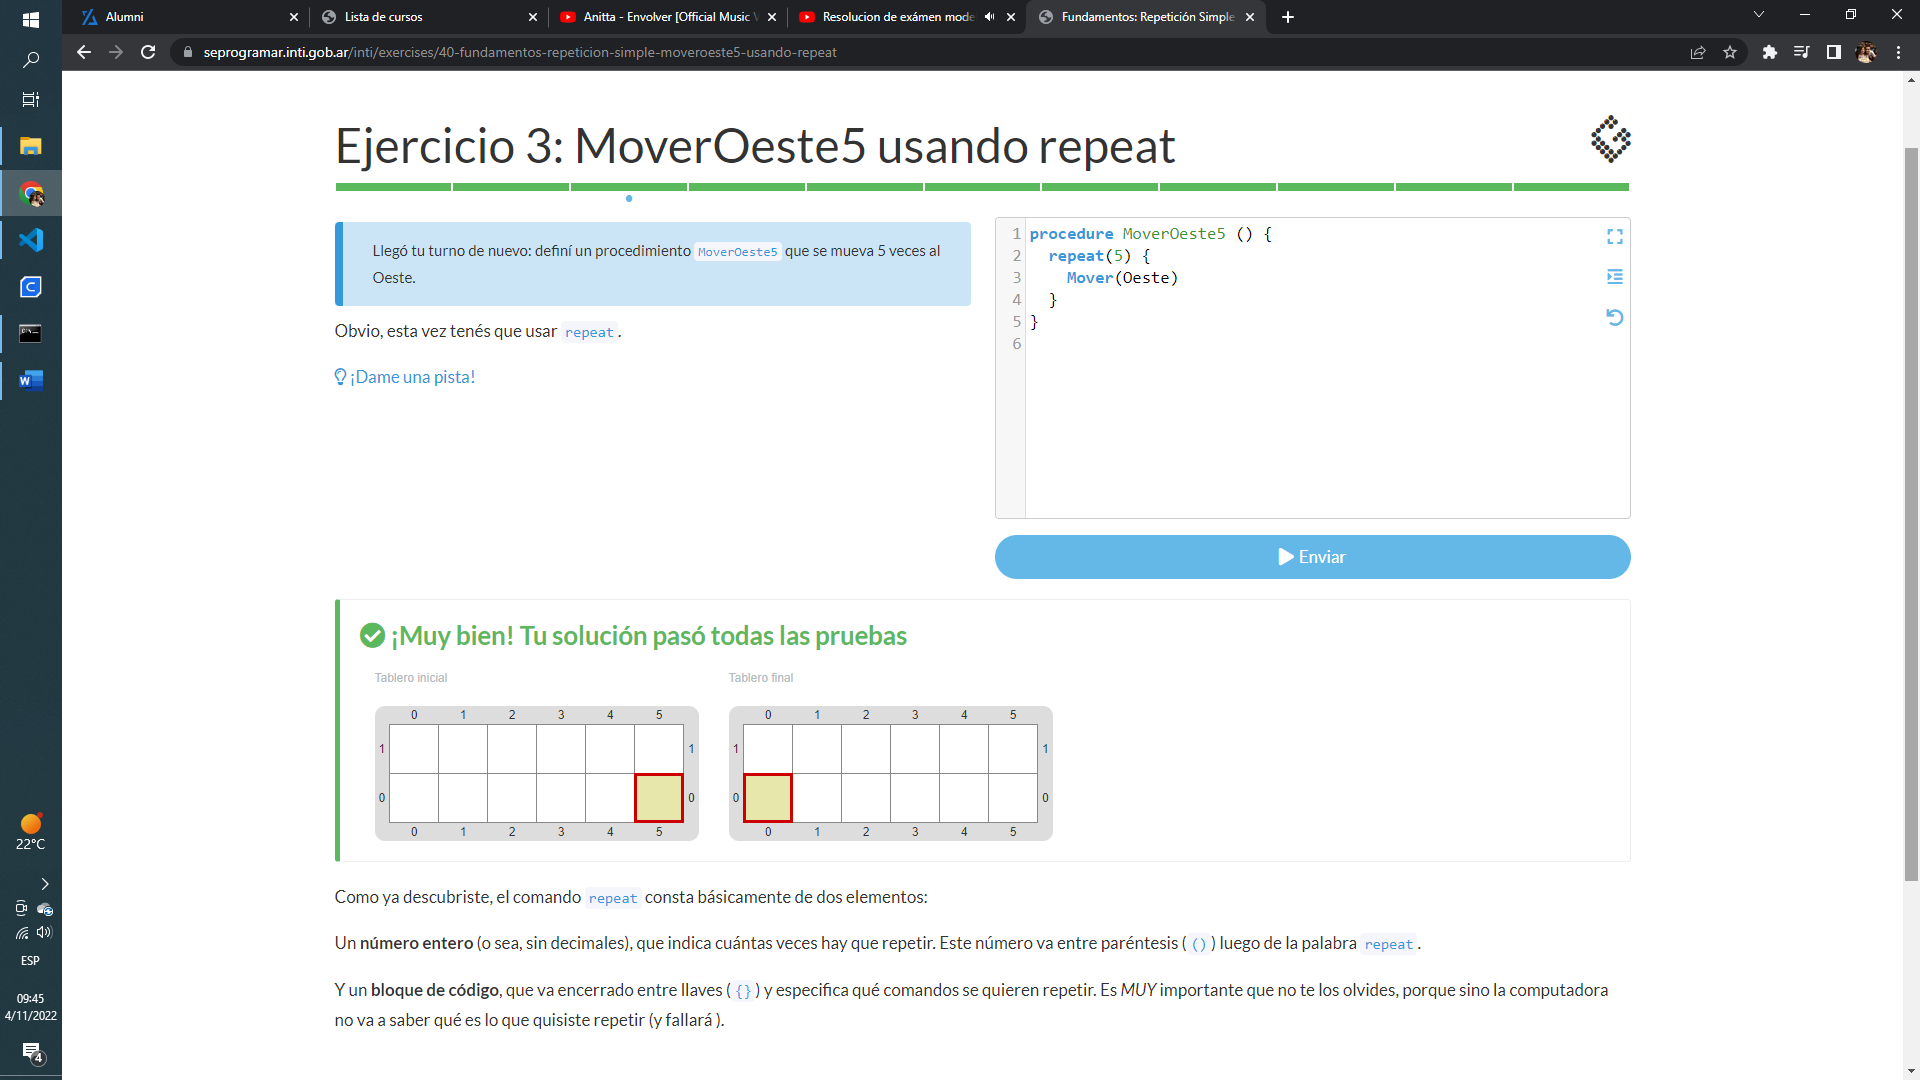 Alumni
Lista de cursos
Anitta - Envolver [Official Music V
Resolucion de exámen mode
Fundamentos: Repetición Simple
seprogramar.inti.gob.ar/inti/exercises/40-fundamentos-repeticion-simple-moveroeste5-usando-repeat
Ejercicio 3: MoverOeste5 usando repeat
Llegó tu turno de nuevo: definí un procedimiento MoverOeste5 que se mueva 5 veces al
Oeste.
Obvio, esta vez tenés que usar repeat.
¡Dame una pista!
1 procedure MoverOeste5 () {
2 repeat(5) {
3 Mover(Oeste)
4 }
5 }
6
Enviar
¡Muy bien! Tu solución pasó todas las pruebas
Tablero inicial
0 1 2 3 4 5
1 1
0 0
0 1 2 3 4 5
Tablero final
0 1 2 3 4 5
1 1
0 0
0 1 2 3 4 5
Como ya descubriste, el comando repeat consta básicamente de dos elementos:
Un número entero (o sea, sin decimales), que indica cuántas veces hay que repetir. Este número va entre paréntesis ( () ) luego de la palabra repeat.
Y un bloque de código, que va encerrado entre llaves ( {} ) y especifica qué comandos se quieren repetir. Es MUY importante que no te los olvides, porque sino la computadora
no va a saber qué es lo que quisiste repetir (y fallará ).
22°C
ESP
09:45
4/11/2022
4